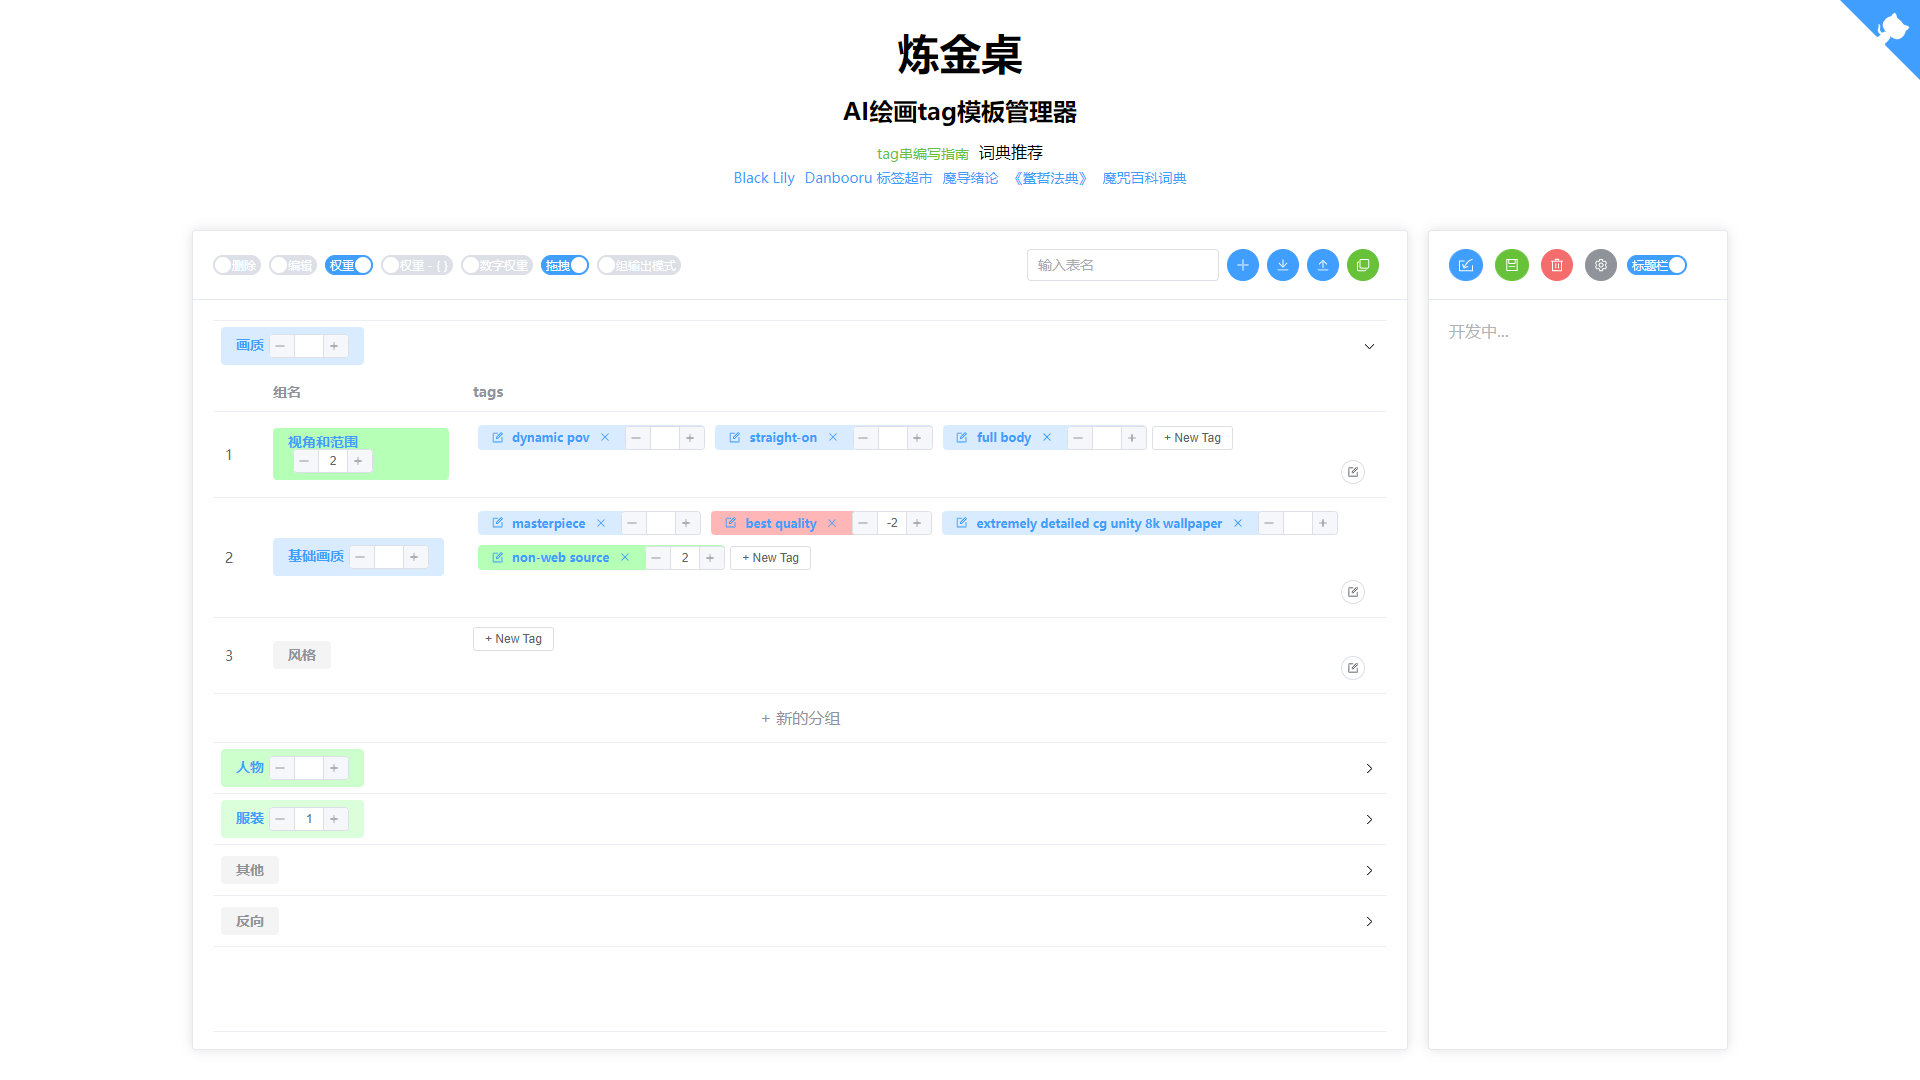 炼金桌
AI绘画tag模板管理器
tag串编写指南 词典推荐
Black Lily Danbooru 标签超市 魔导绪论 《鳖哲法典》 魔咒百科词典
删除 编辑 权重 权重 - { } 数字权重 拖拽 组输出模式 输入表名 标题栏
画质
开发中...
组名 tags
1 视角和范围 2 dynamic pov straight-on full body + New Tag
2 基础画质 masterpiece best quality -2 extremely detailed cg unity 8k wallpaper
non-web source 2 + New Tag
3 风格 + New Tag
+ 新的分组
人物
服装 1
其他
反向